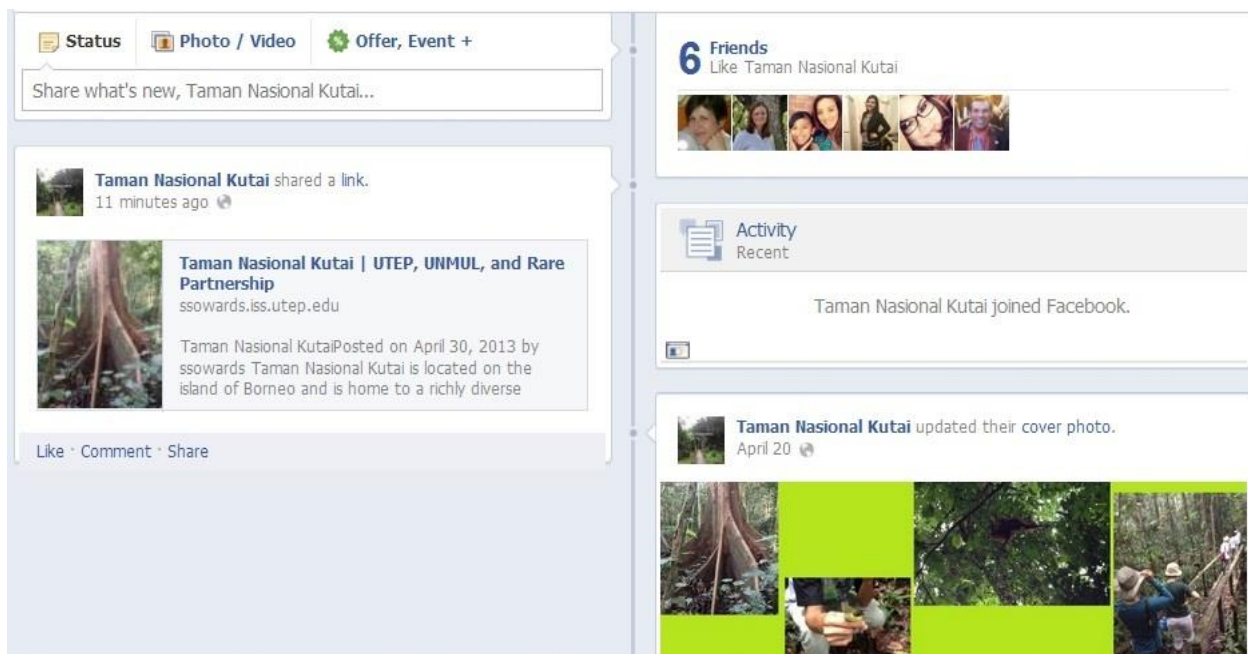 Status
Photo / Video
Offer, Event +
Share what's new, Taman Nasional Kutai...
Taman Nasional Kutai shared a link.
11 minutes ago
Taman Nasional Kutai | UTEP, UNMUL, and Rare
Partnership
ssowards.iss.utep.edu
Taman Nasional KutaiPosted on April 30, 2013 by
ssowards Taman Nasional Kutai is located on the
island of Borneo and is home to a richly diverse
Like · Comment · Share
6 Friends
Like Taman Nasional Kutai
Activity
Recent
Taman Nasional Kutai joined Facebook.
Taman Nasional Kutai updated their cover photo.
April 20